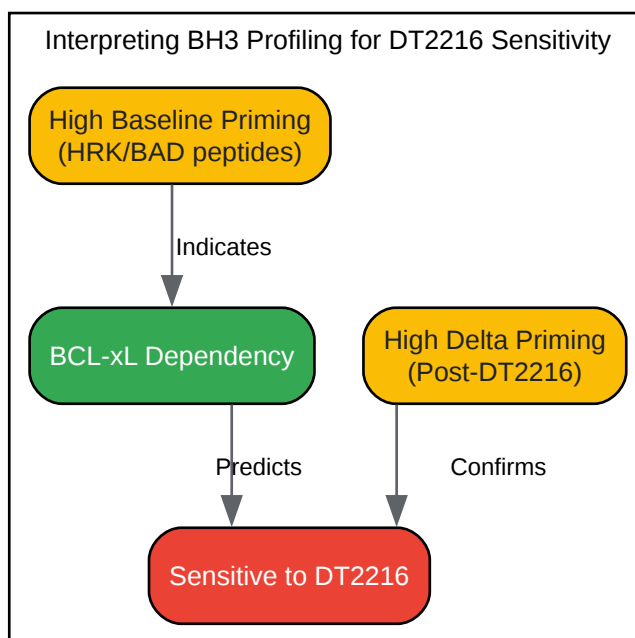 Interpreting BH3 Profiling for DT2216 Sensitivity
High Baseline Priming
(HRK/BAD peptides)
Indicates
BCL-xL Dependency
High Delta Priming
(Post-DT2216)
Predicts
Confirms
Sensitive to DT2216